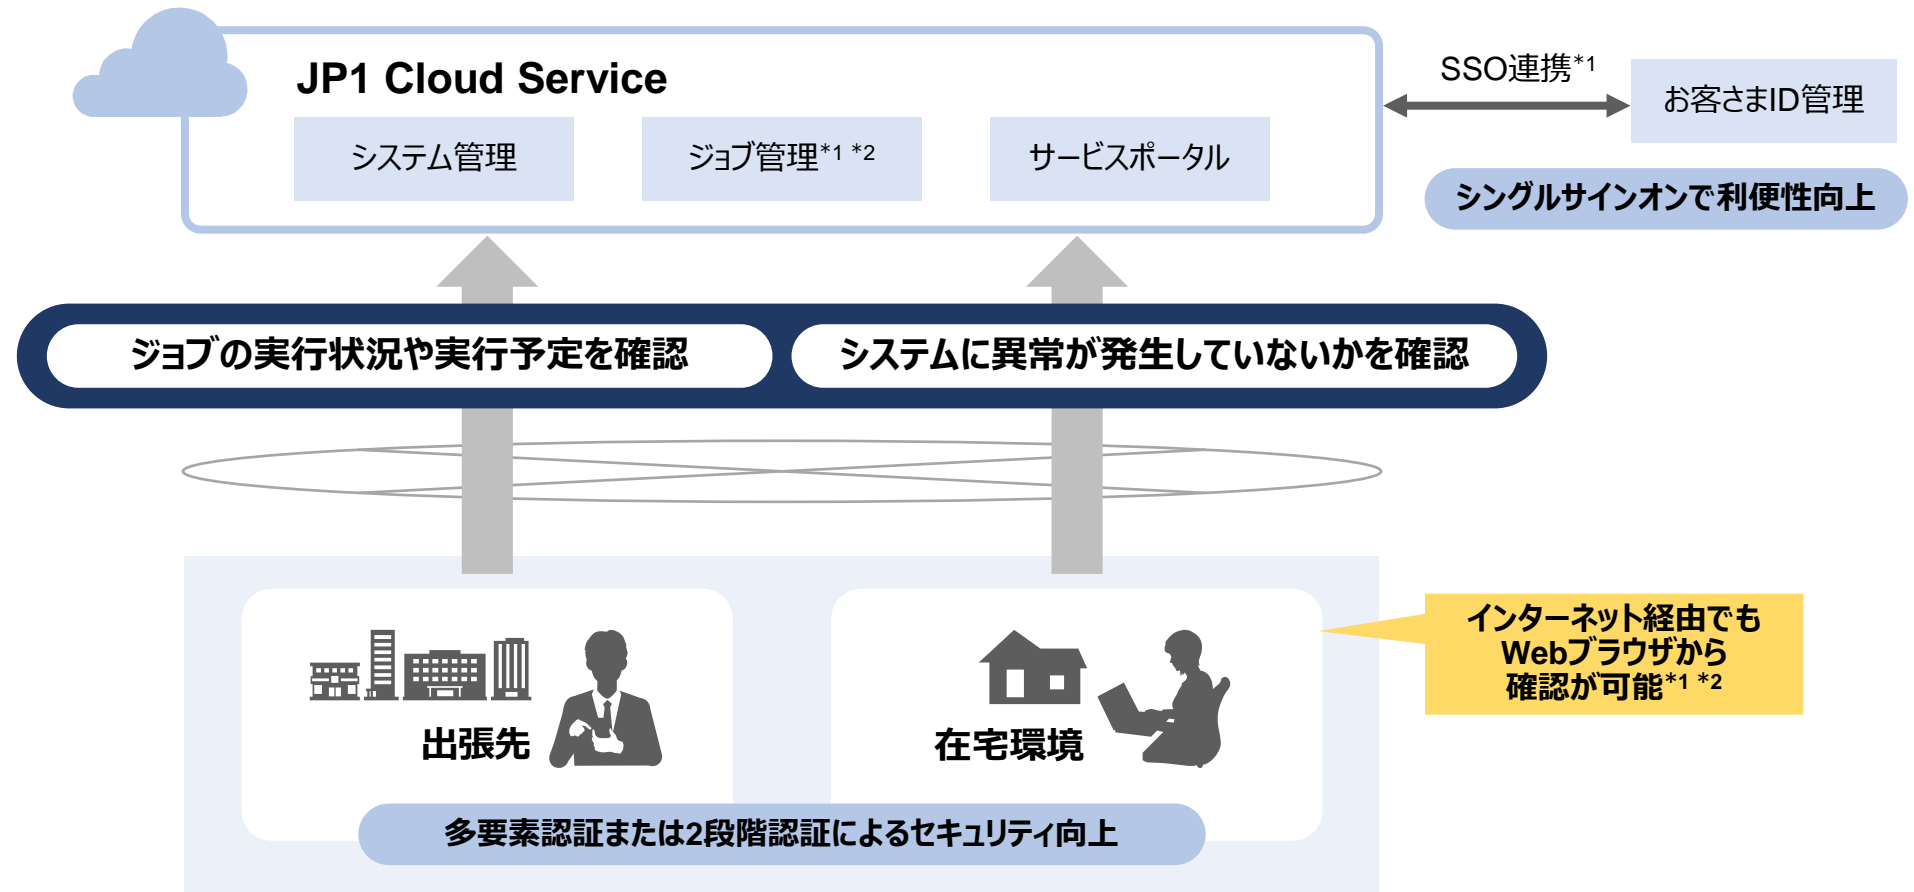 JP1 Cloud Service
システム管理
ジョブ管理*1 *2
サービスポータル
SSO連携*1
お客さまID管理
シングルサインオンで利便性向上
ジョブの実行状況や実行予定を確認
システムに異常が発生していないかを確認
出張先
在宅環境
インターネット経由でも
Webブラウザから
確認が可能*1 *2
多要素認証または2段階認証によるセキュリティ向上